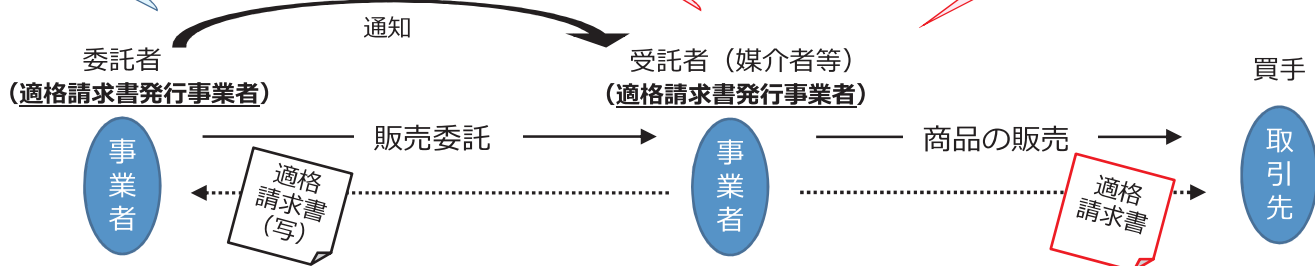 通知
委託者
（適格請求書発行事業者）
受託者（媒介者等）
（適格請求書発行事業者）
買手
事業者
販売委託
事業者
商品の販売
取引先
適格
請求書
（写）
適格
請求書